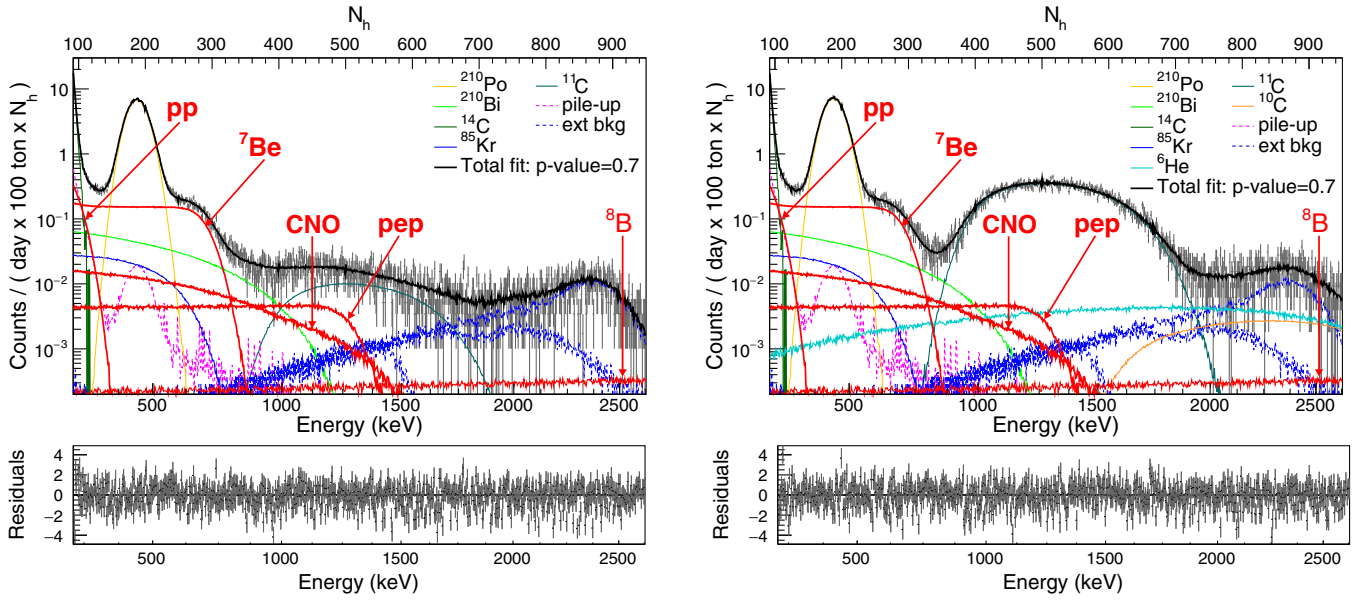 N_h
100 200 300 400 500 600 700 800 900
²¹⁰Po ¹¹C
²¹⁰Bi pile-up
¹⁴C ext bkg
⁸⁵Kr
Total fit: p-value=0.7
pp
⁷Be
CNO pep ⁸B
Counts / ( day x 100 ton x N_h )
10
1
10⁻¹
10⁻²
10⁻³
500 1000 1500 2000 2500
Energy (keV)
Residuals
4
2
0
−2
−4
500 1000 1500 2000 2500
Energy (keV)
N_h
100 200 300 400 500 600 700 800 900
²¹⁰Po ¹¹C
²¹⁰Bi ¹⁰C
¹⁴C pile-up
⁸⁵Kr ext bkg
⁶He
Total fit: p-value=0.7
pp
⁷Be
CNO pep ⁸B
Counts / ( day x 100 ton x N_h )
10
1
10⁻¹
10⁻²
10⁻³
500 1000 1500 2000 2500
Energy (keV)
Residuals
4
2
0
−2
−4
500 1000 1500 2000 2500
Energy (keV)